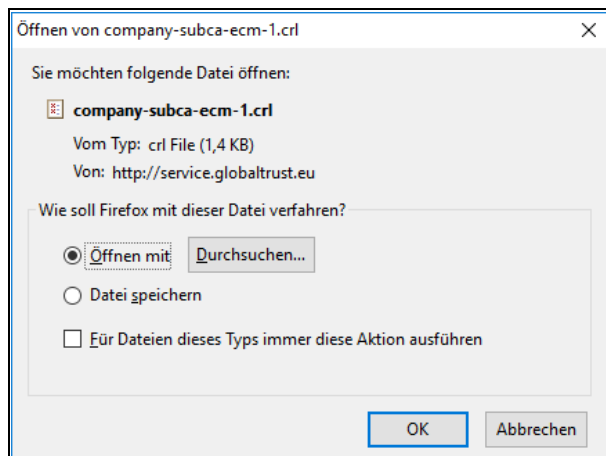 Öffnen von company-subca-ecm-1.crl
Sie möchten folgende Datei öffnen:
company-subca-ecm-1.crl
Vom Typ: crl File (1,4 KB)
Von: http://service.globaltrust.eu
Wie soll Firefox mit dieser Datei verfahren?
Öffnen mit Durchsuchen...
Datei speichern
Für Dateien dieses Typs immer diese Aktion ausführen
OK Abbrechen